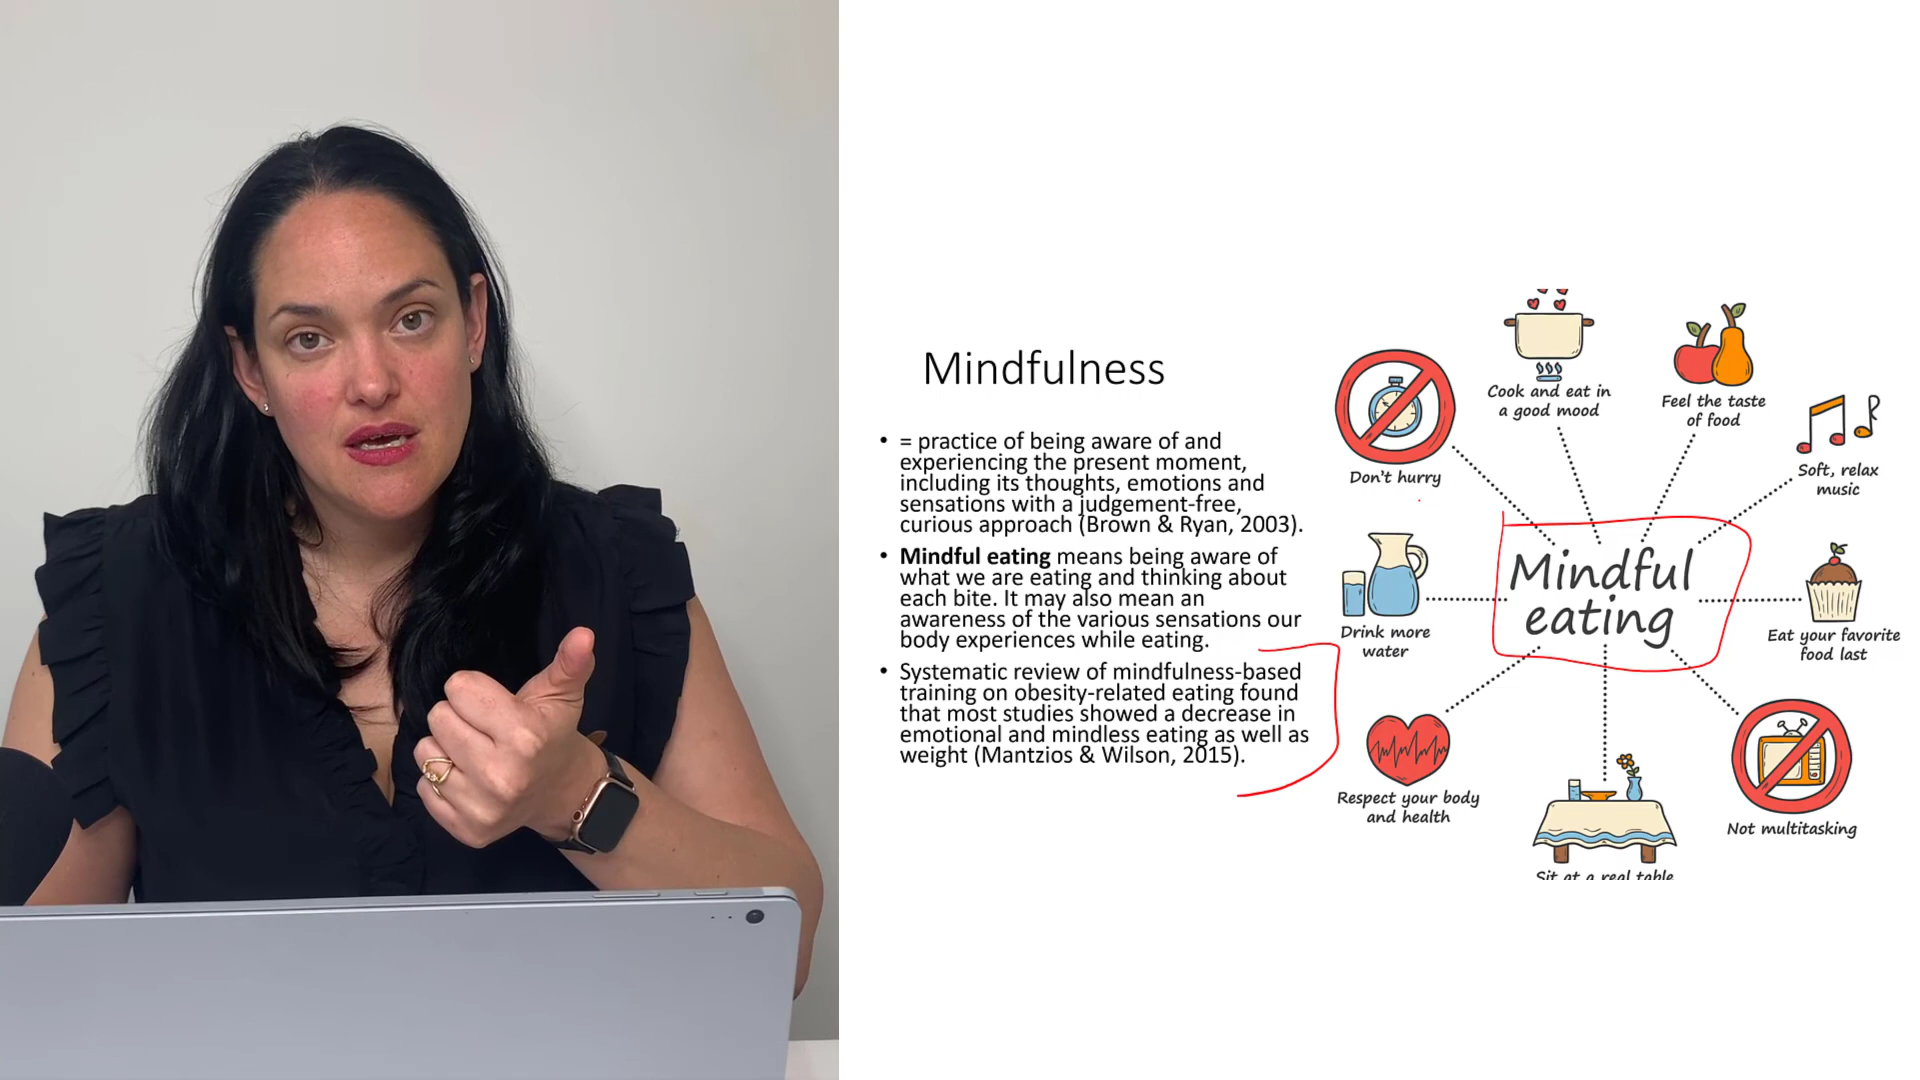 Mindfulness
• = practice of being aware of and
experiencing the present moment,
including its thoughts, emotions and
sensations with a judgement-free,
curious approach (Brown & Ryan, 2003).
• Mindful eating means being aware of
what we are eating and thinking about
each bite. It may also mean an
awareness of the various sensations our
body experiences while eating.
• Systematic review of mindfulness-based
training on obesity-related eating found
that most studies showed a decrease in
emotional and mindless eating as well as
weight (Mantzios & Wilson, 2015).
Cook and eat in
a good mood
Feel the taste
of food
Don't hurry
Soft, relax
music
Mindful
eating
Drink more
water
Eat your favorite
food last
Respect your body
and health
Not multitasking
Sit at a real table